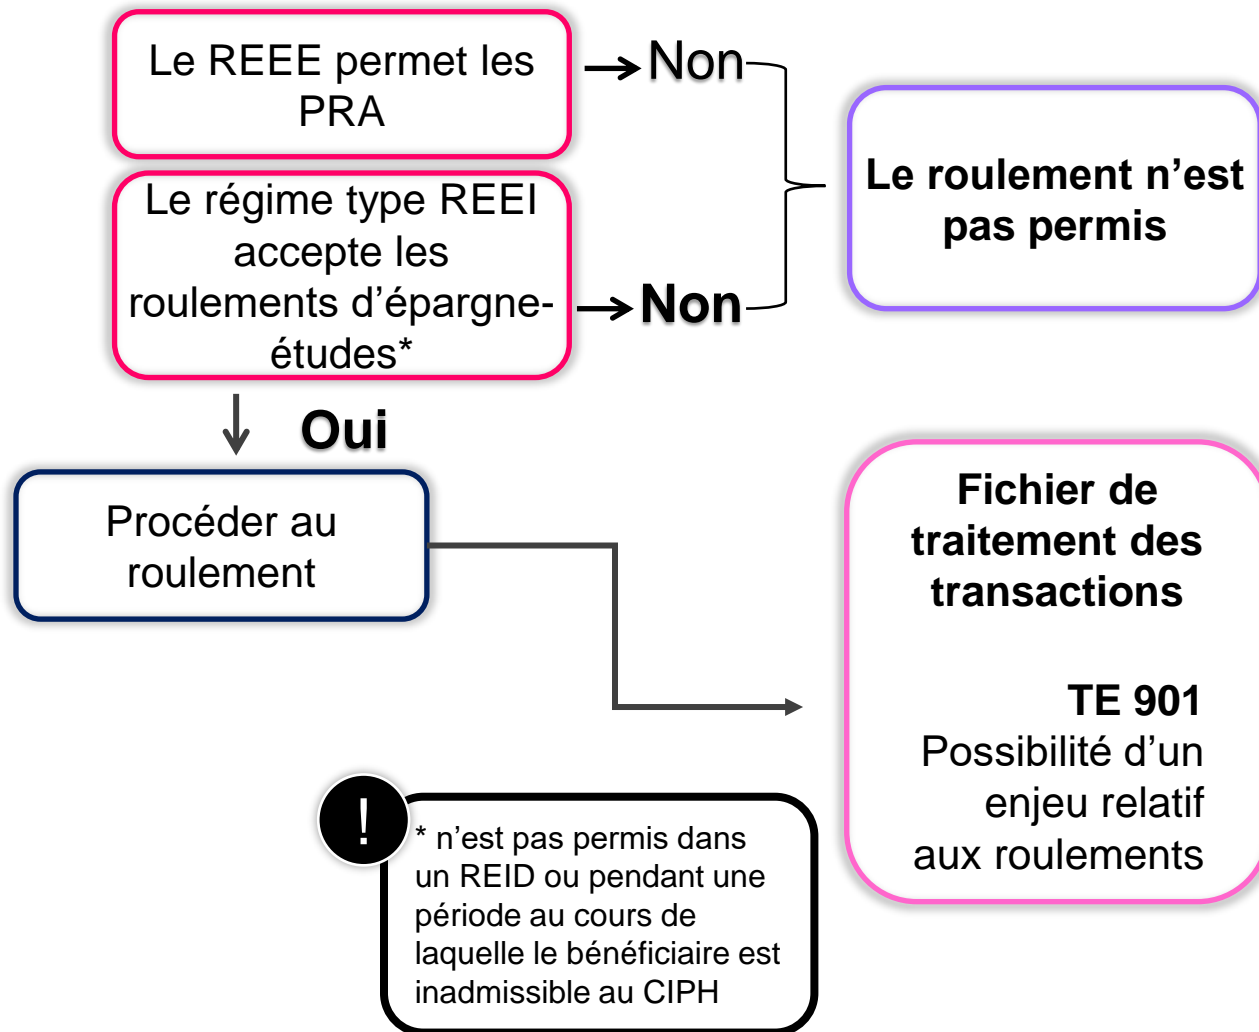 Le REEE permet les
PRA
Non
Le régime type REEI
accepte les
roulements d’épargne-
études*
Non
Le roulement n’est
pas permis
Oui
Procéder au
roulement
Fichier de
traitement des
transactions
TE 901
Possibilité d’un
enjeu relatif
aux roulements
!
* n’est pas permis dans
un REID ou pendant une
période au cours de
laquelle le bénéficiaire est
inadmissible au CIPH